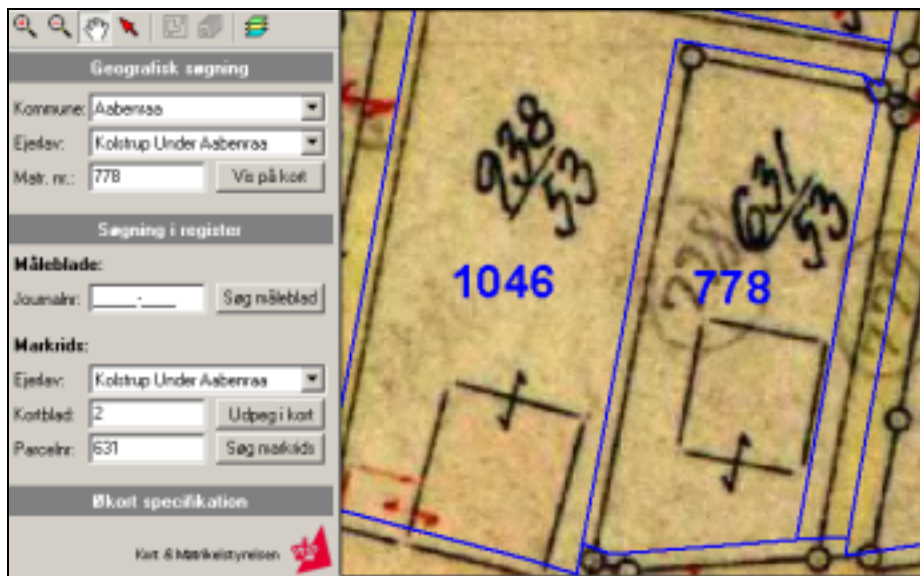 Geografisk søgning
Kommune: Aabenraa
Ejerlav: Kolstrup Under Aabenraa
Matr. nr.: 778 Vis på kort
Søgning i register
Måleblade:
Journalnr: ____-____ Søg måleblad
Markrids:
Ejerlav: Kolstrup Under Aabenraa
Kortblad: 2 Udpeg i kort
Parcelnr: 631 Søg markrids
Økort specifikation
Kort & Matrikelstyrelsen
938/53
631/53
1046
778